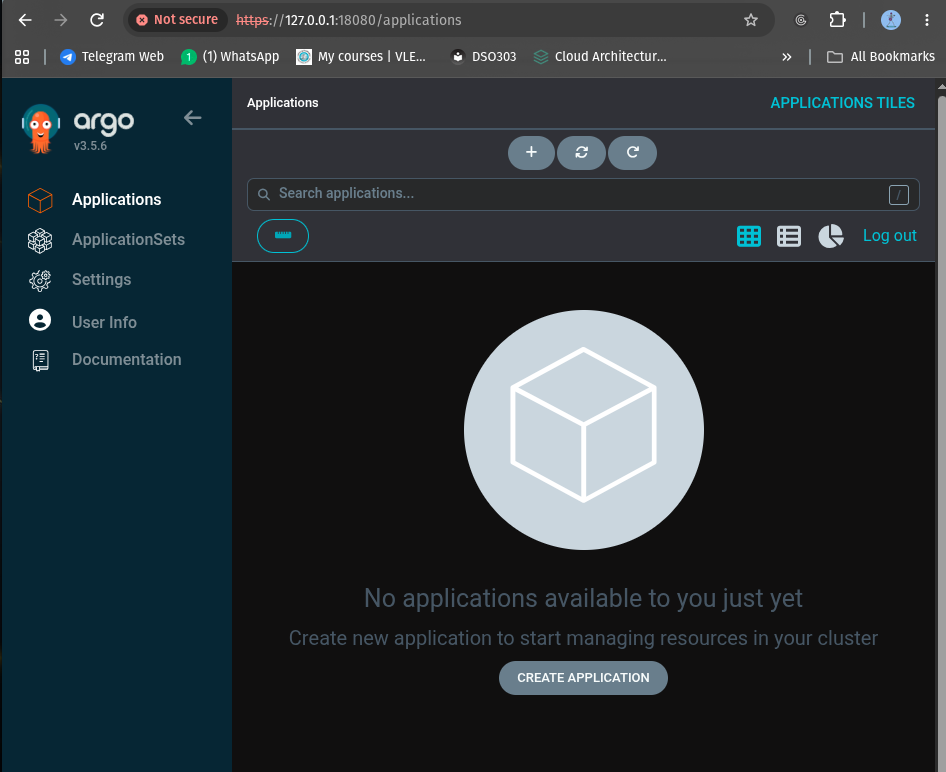 Not secure https://127.0.0.1:18080/applications
Telegram Web 1 (1) WhatsApp My courses | VLE... DSO303 Cloud Architectur... » All Bookmarks
argo
v3.5.6
Applications
ApplicationSets
Settings
User Info
Documentation
Applications APPLICATIONS TILES
+
Search applications... /
Log out
No applications available to you just yet
Create new application to start managing resources in your cluster
CREATE APPLICATION